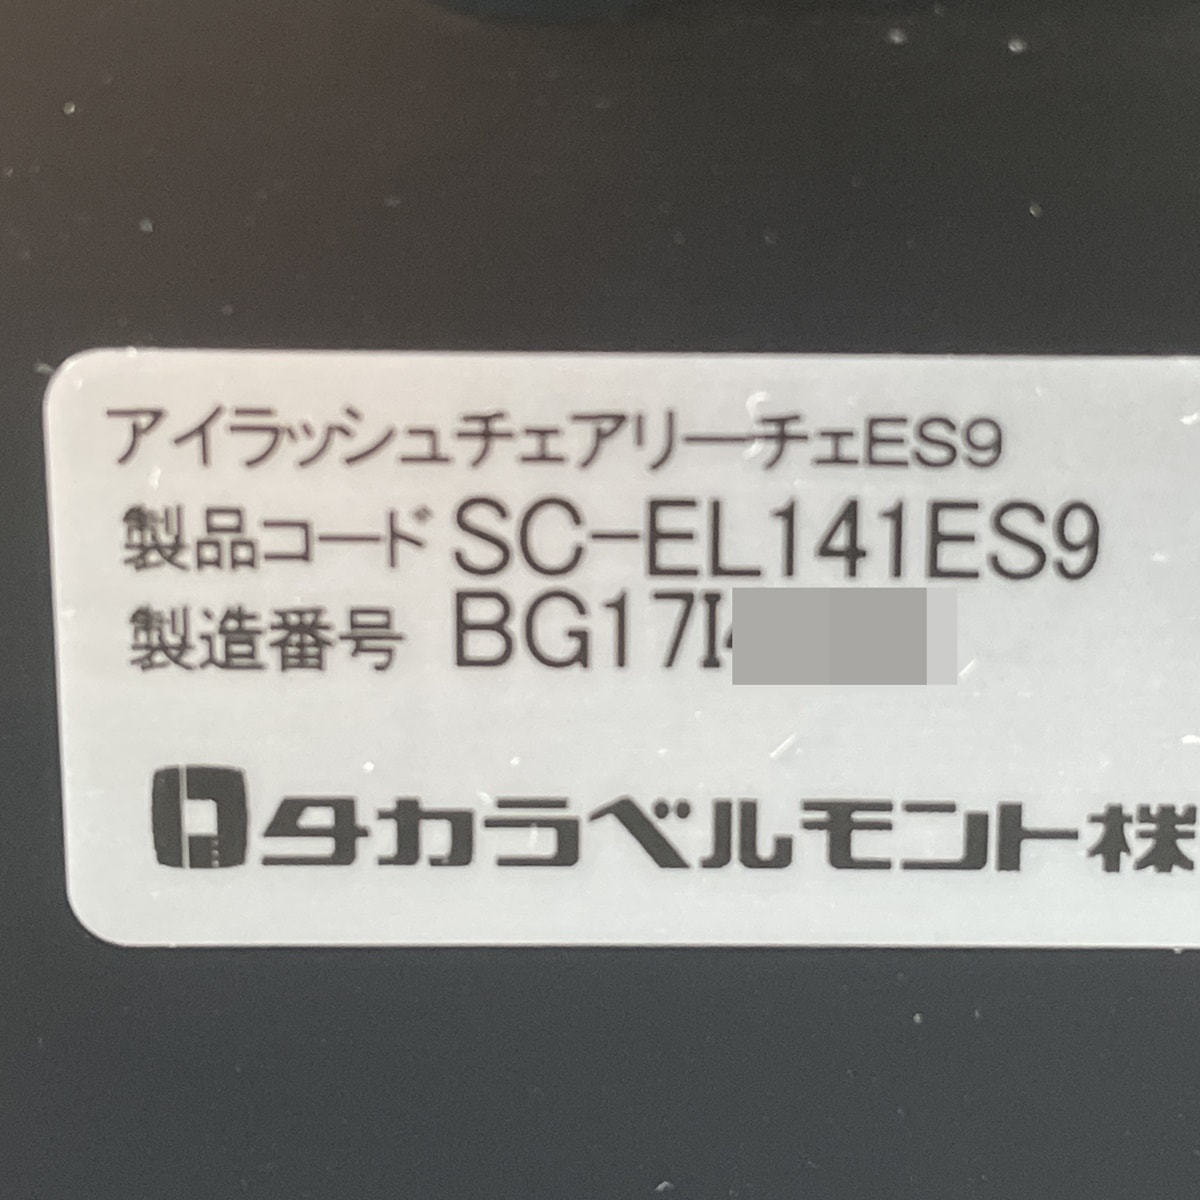 アイラッシュチェアリーチェES9
製品コード SC-EL141ES9
製造番号 BG17I
タカラベルモント株